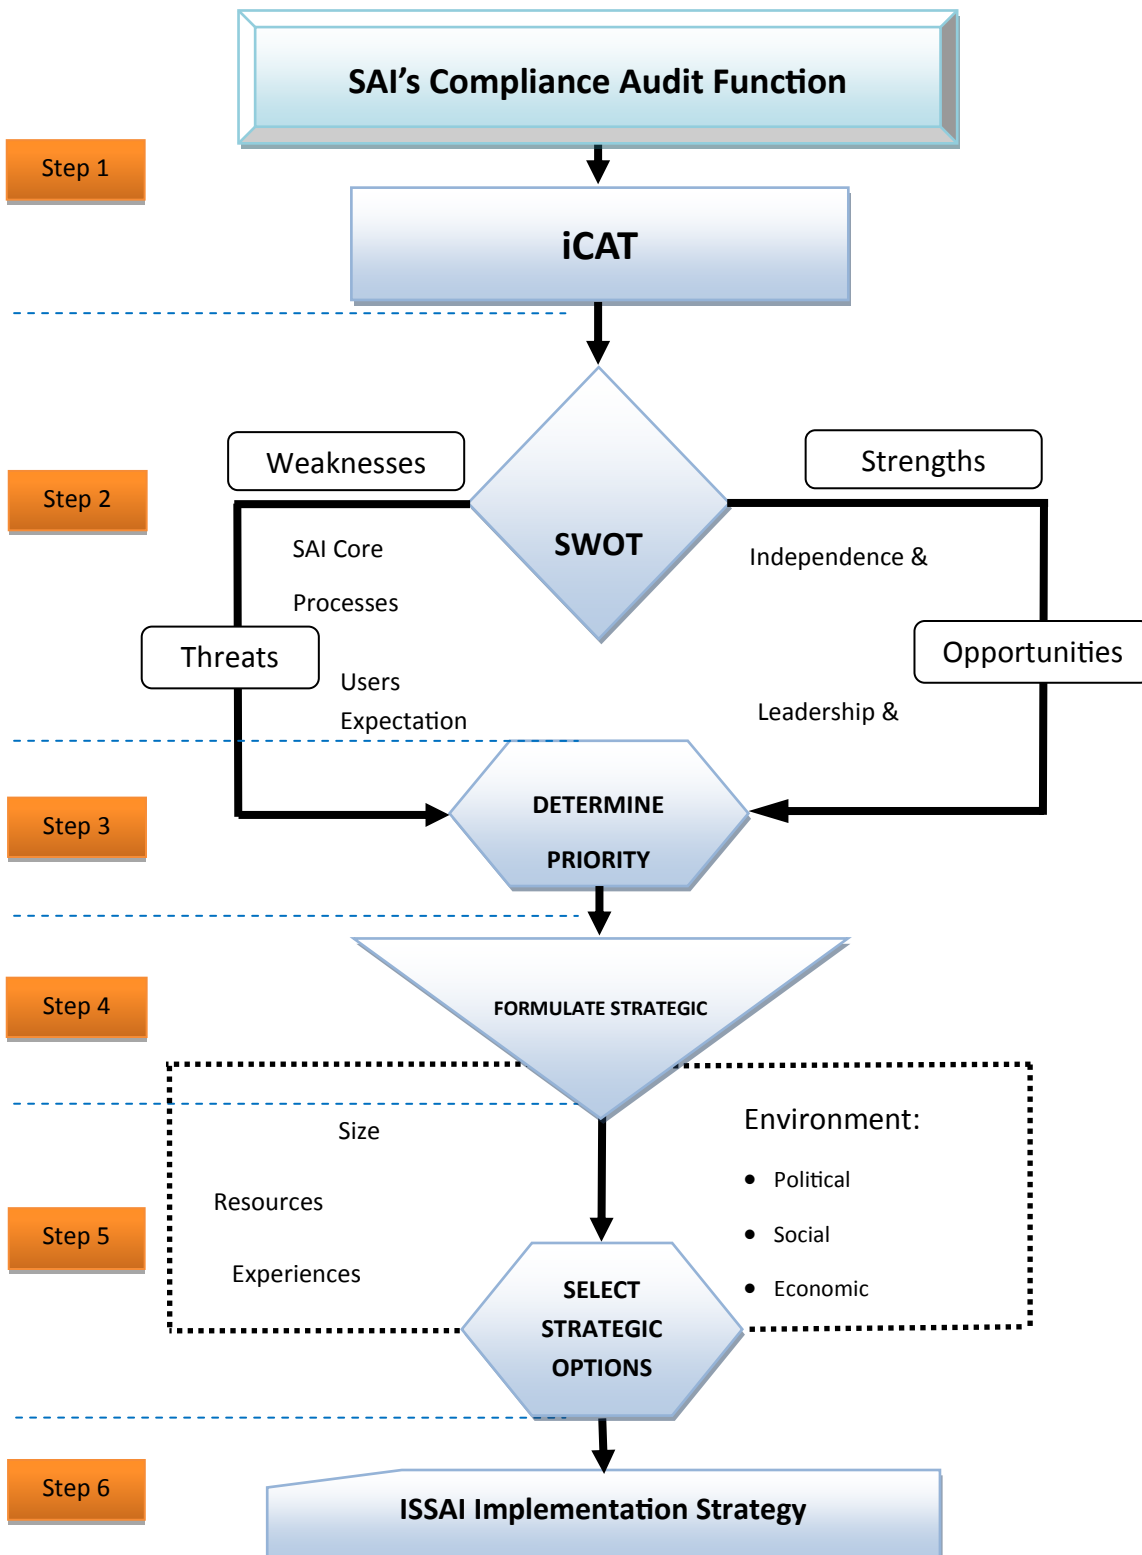 SAI's Compliance Audit Function
Step 1
iCAT
Step 2
Weaknesses
Strengths
SWOT
SAI Core
Processes
Independence &
Threats
Opportunities
Users
Expectation
Leadership &
Step 3
DETERMINE
PRIORITY
Step 4
FORMULATE STRATEGIC
Size
Resources
Experiences
Environment:
• Political
• Social
• Economic
Step 5
SELECT
STRATEGIC
OPTIONS
Step 6
ISSAI Implementation Strategy